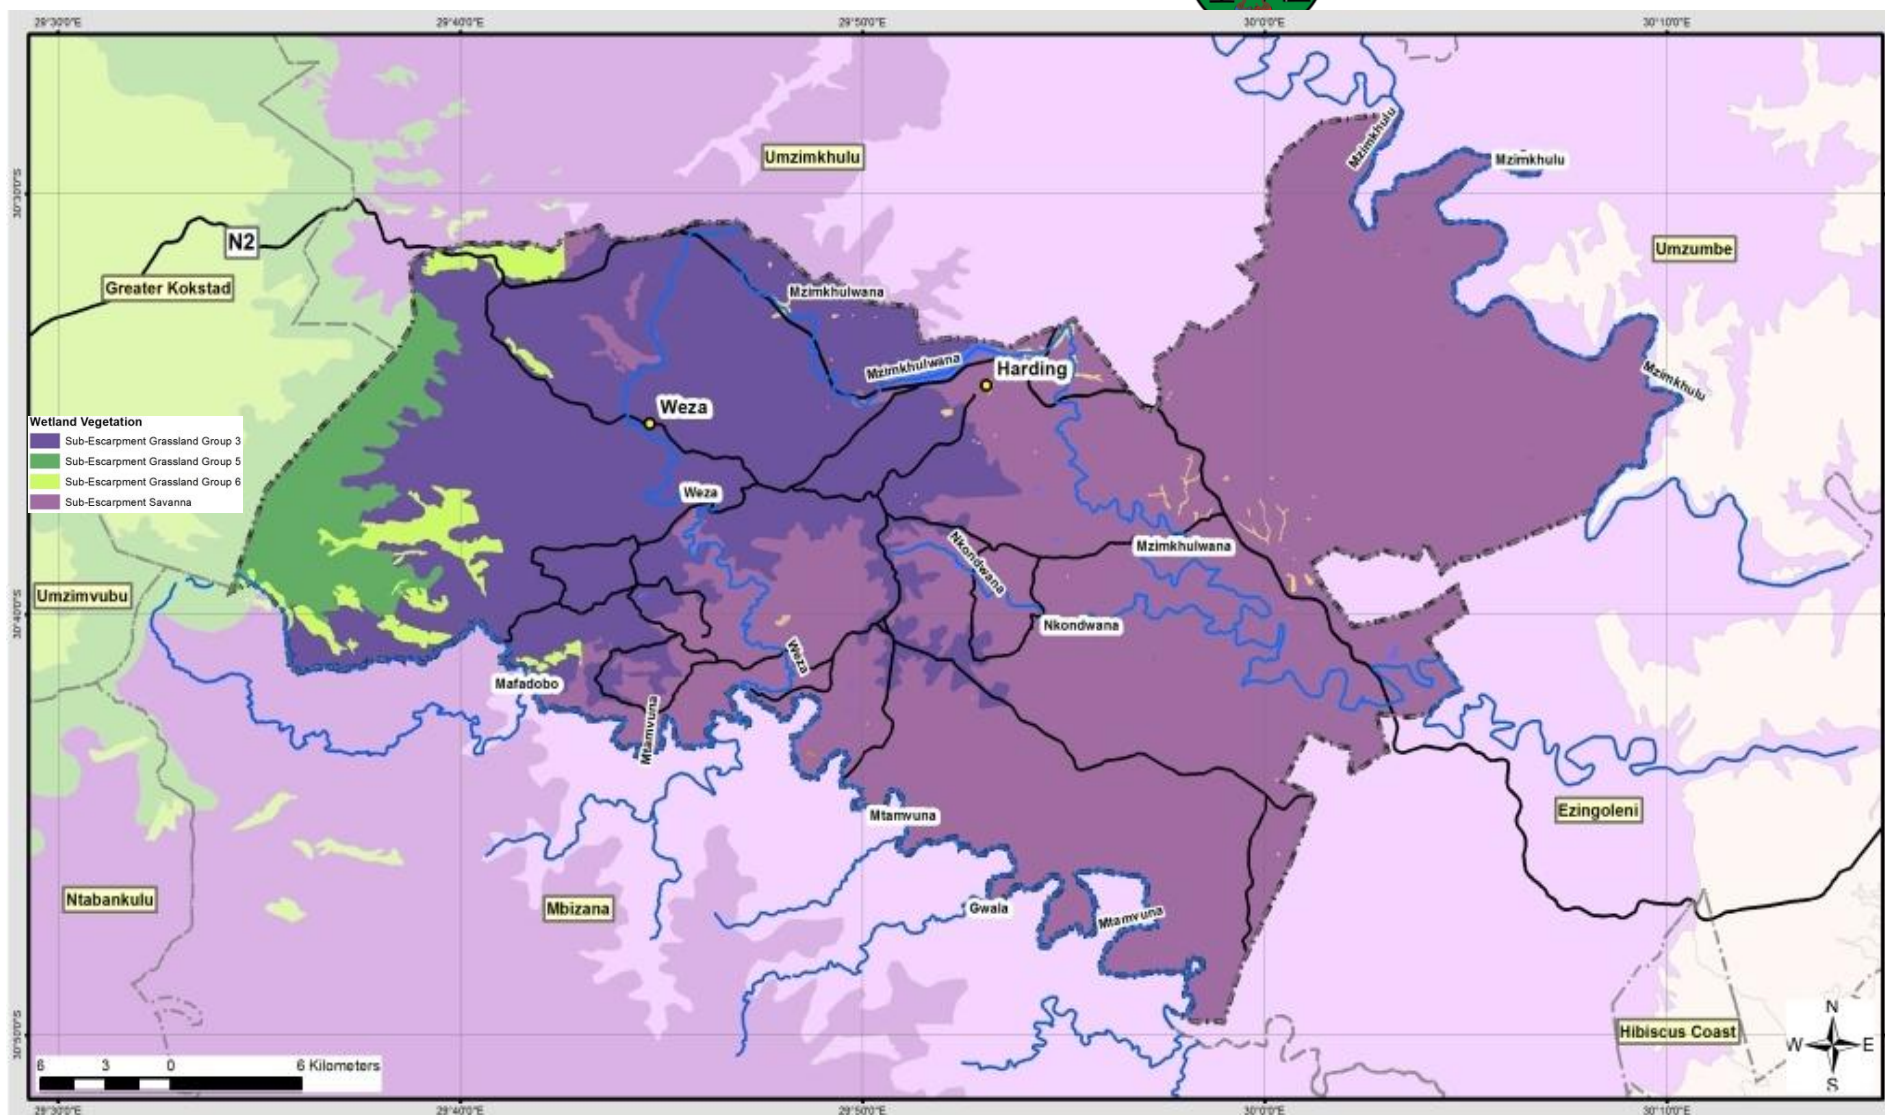 29°30'0"E
29°40'0"E
29°50'0"E
30°0'0"E
30°10'0"E
Mzimkhulu
Umzimkhulu
Mzimkhulu
30°30'0"S
N2
Umzumbe
Greater Kokstad
Mzimkhulwana
Mzimkhulwana
Harding
Mzimkhulu
Weza
Wetland Vegetation
Sub-Escarpment Grassland Group 3
Sub-Escarpment Grassland Group 5
Sub-Escarpment Grassland Group 6
Sub-Escarpment Savanna
Weza
Nkondwana
Mzimkhulwana
Umzimvubu
30°40'0"S
Nkondwana
Weza
Mafadobo
Mtamvuna
Mtamvuna
Ezingoleni
Ntabankulu
Mbizana
Gwala
Mtamvuna
N
W E
S
Hibiscus Coast
30°50'0"S
6 3 0 6 Kilometers
29°30'0"E
29°40'0"E
29°50'0"E
30°0'0"E
30°10'0"E